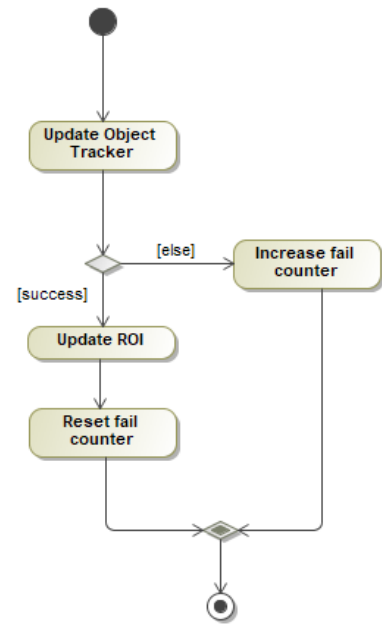 Update Object
Tracker
[else]
Increase fail
counter
[success]
Update ROI
Reset fail
counter